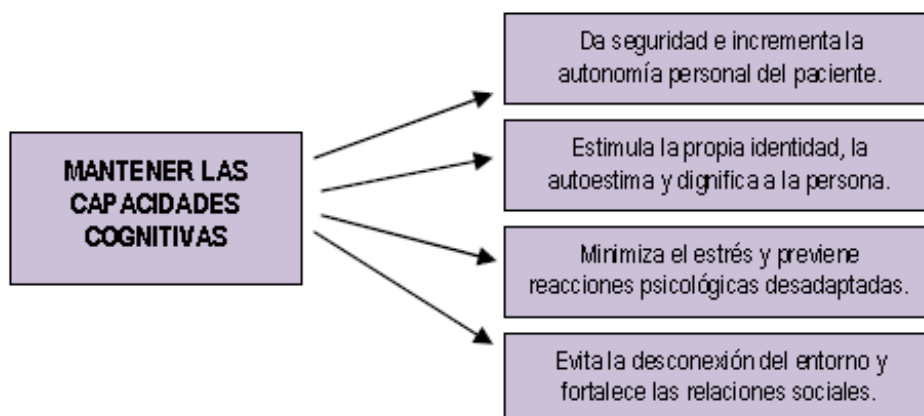 MANTENER LAS
CAPACIDADES
COGNITIVAS
Da seguridad e incrementa la
autonomía personal del paciente.
Estimula la propia identidad, la
autoestima y dignifica a la persona.
Minimiza el estrés y previene
reacciones psicológicas desadaptadas.
Evita la desconexión del entorno y
fortalece las relaciones sociales.